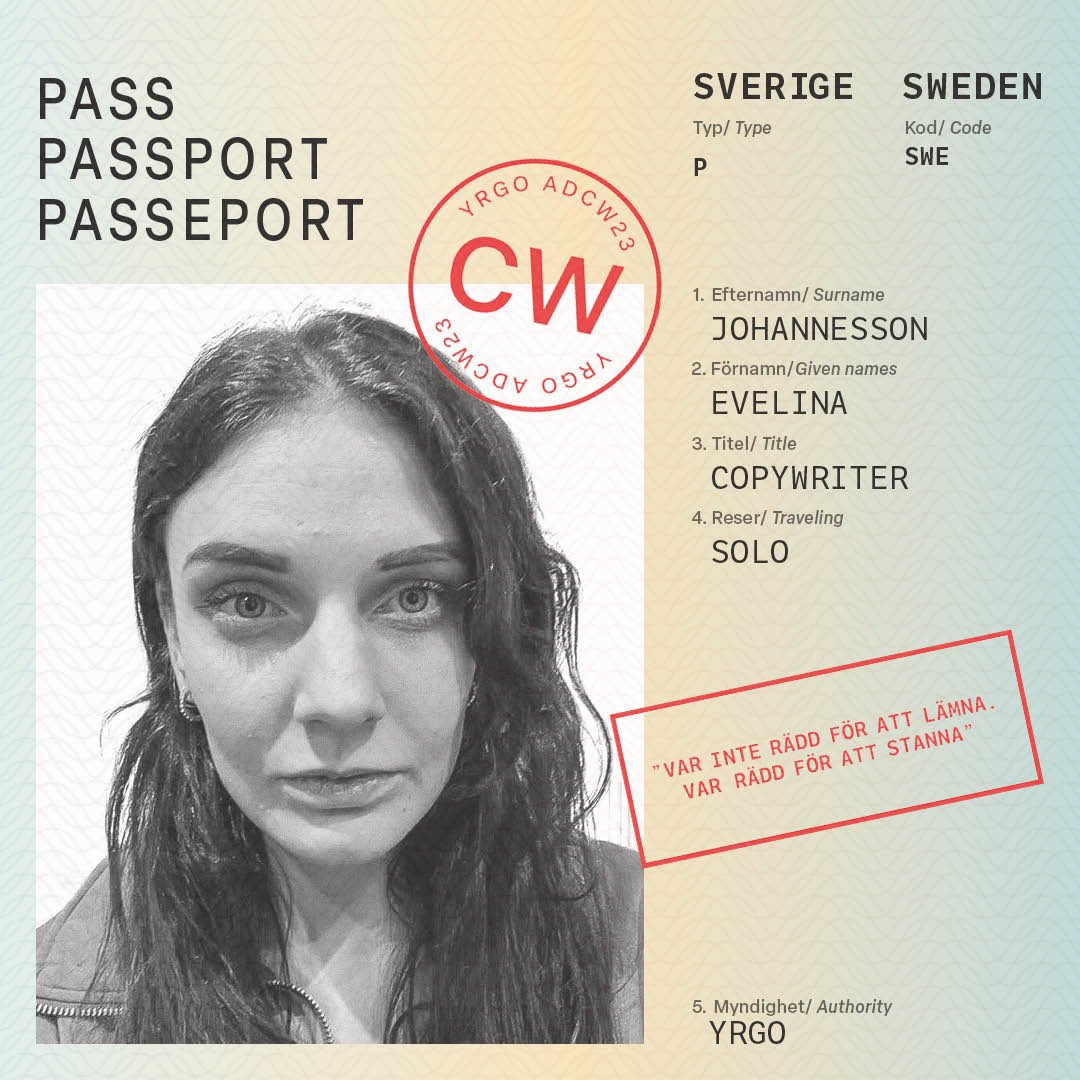 PASS
PASSPORT
PASSEPORT
SVERIGE
SWEDEN
Typ/ Type
Kod/ Code
P
SWE
YRGO ADCW23
CW
YRGO ADCW23
1. Efternamn/ Surname
JOHANNESSON
2. Förnamn/Given names
EVELINA
3. Titel/ Title
COPYWRITER
4. Reser/ Traveling
SOLO
”VAR INTE RÄDD FÖR ATT LÄMNA.
VAR RÄDD FÖR ATT STANNA”
5. Myndighet/ Authority
YRGO